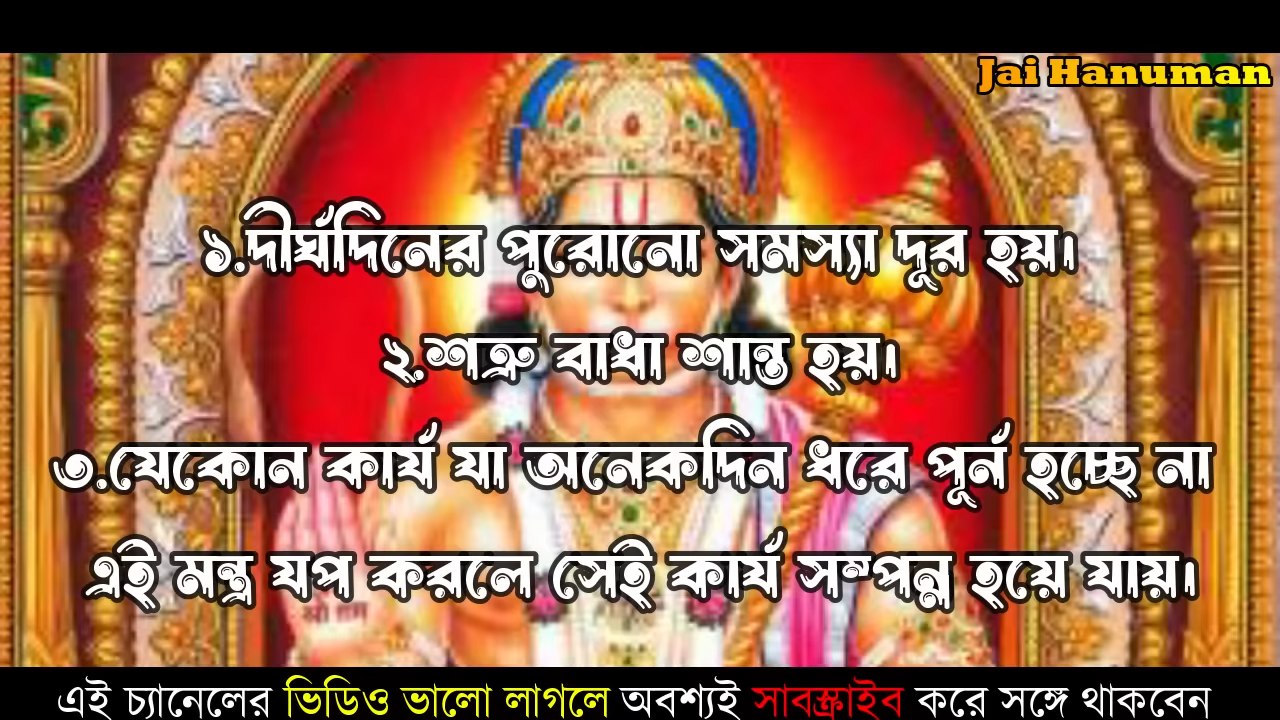 Jai Hanuman
১.দীর্ঘদিনের পুরোনো সমস্যা দূর হয়।
২.শত্রু বাধা শান্ত হয়।
৩.যেকোন কার্য যা অনেকদিন ধরে পূর্ন হচ্ছে না
এই মন্ত্র যপ করলে সেই কার্য সম্পন্ন হয়ে যায়।
श्री राम
এই চ্যানেলের ভিডিও ভালো লাগলে অবশ্যই সাবস্ক্রাইব করে সঙ্গে থাকবেন